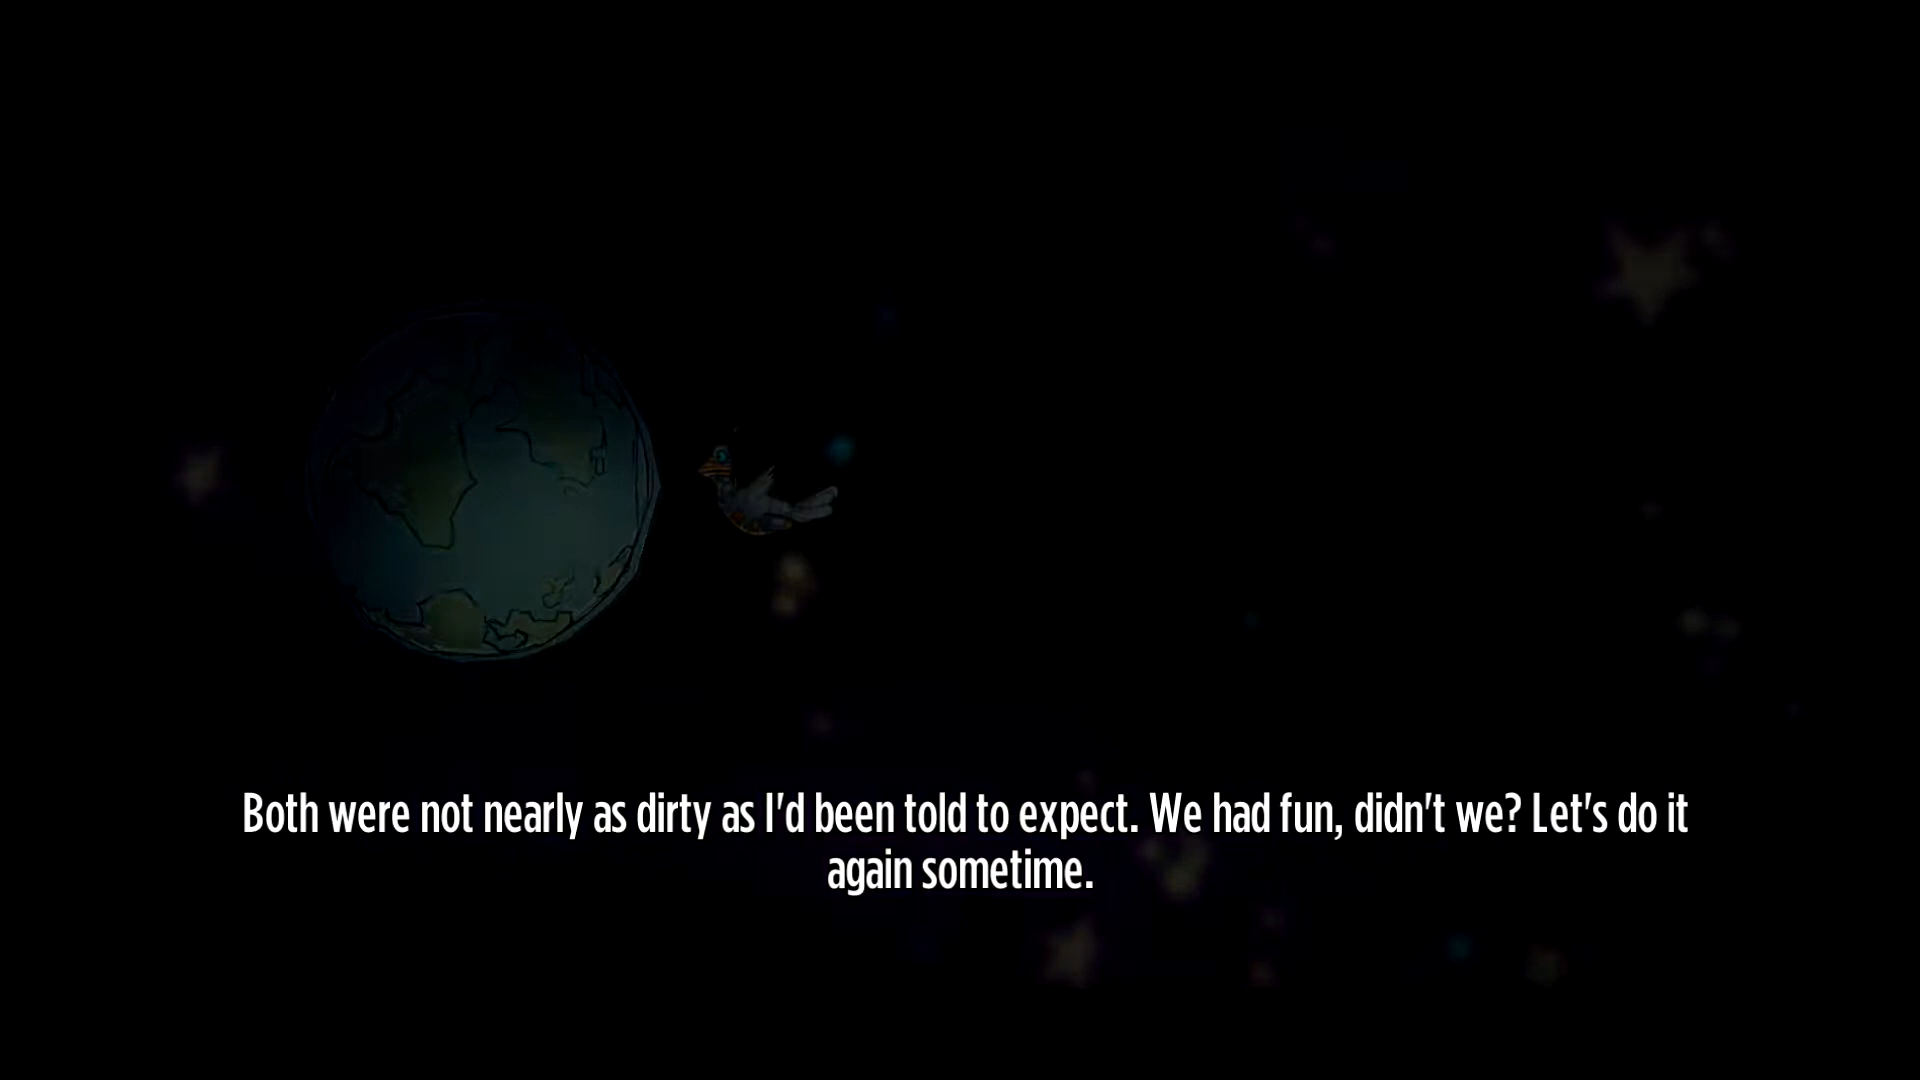 Both were not nearly as dirty as I'd been told to expect. We had fun, didn't we? Let's do it
again sometime.